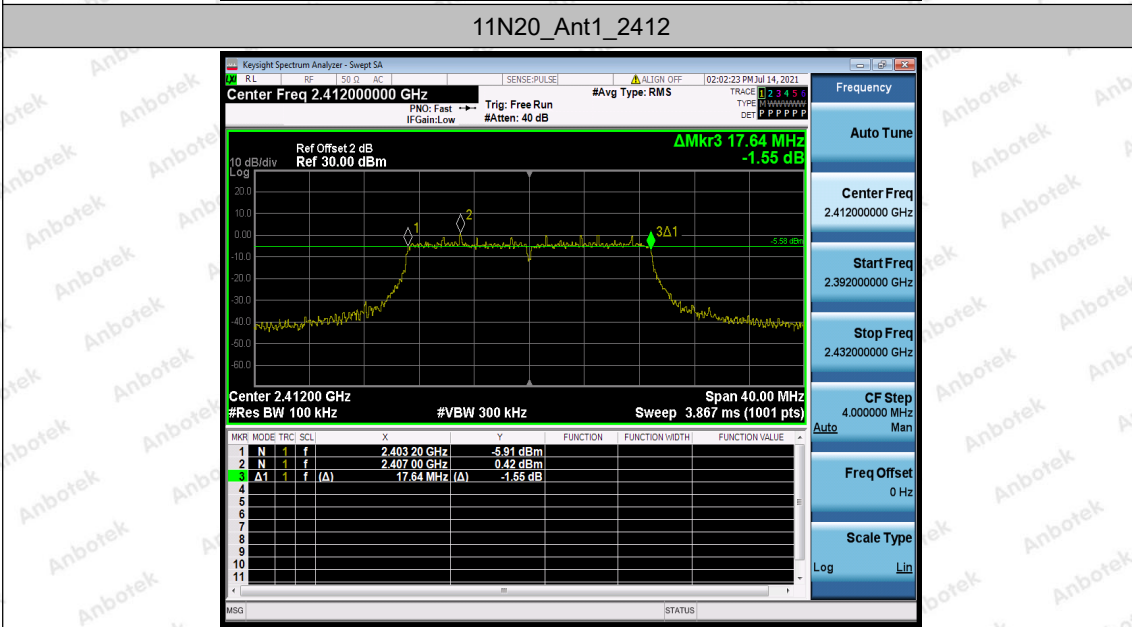 11N20_Ant1_2412
Keysight Spectrum Analyzer - Swept SA
LXI RL RF 50 Ω AC SENSE:PULSE ALIGN OFF 02:02:23 PM Jul 14, 2021
Center Freq 2.412000000 GHz
PNO: Fast
IFGain:Low
Trig: Free Run
#Atten: 40 dB
#Avg Type: RMS
TRACE 1 2 3 4 5 6
TYPE M W W W W W
DET P P P P P P
ΔMkr3 17.64 MHz
-1.55 dB
Ref Offset 2 dB
10 dB/div Ref 30.00 dBm
Log
20.0
10.0
0.00
-10.0
-20.0
-30.0
-40.0
-50.0
-60.0
1
2
3Δ1
-5.58 dBm
Center 2.41200 GHz Span 40.00 MHz
#Res BW 100 kHz #VBW 300 kHz Sweep 3.867 ms (1001 pts)
MKR MODE TRC SCL X Y FUNCTION FUNCTION WIDTH FUNCTION VALUE
1 N 1 f 2.403 20 GHz -5.91 dBm
2 N 1 f 2.407 00 GHz 0.42 dBm
3 Δ1 1 f (Δ) 17.64 MHz (Δ) -1.55 dB
4
5
6
7
8
9
10
11
MSG STATUS
Frequency
Auto Tune
Center Freq
2.412000000 GHz
Start Freq
2.392000000 GHz
Stop Freq
2.432000000 GHz
CF Step
4.000000 MHz
Auto Man
Freq Offset
0 Hz
Scale Type
Log Lin
Anbotek